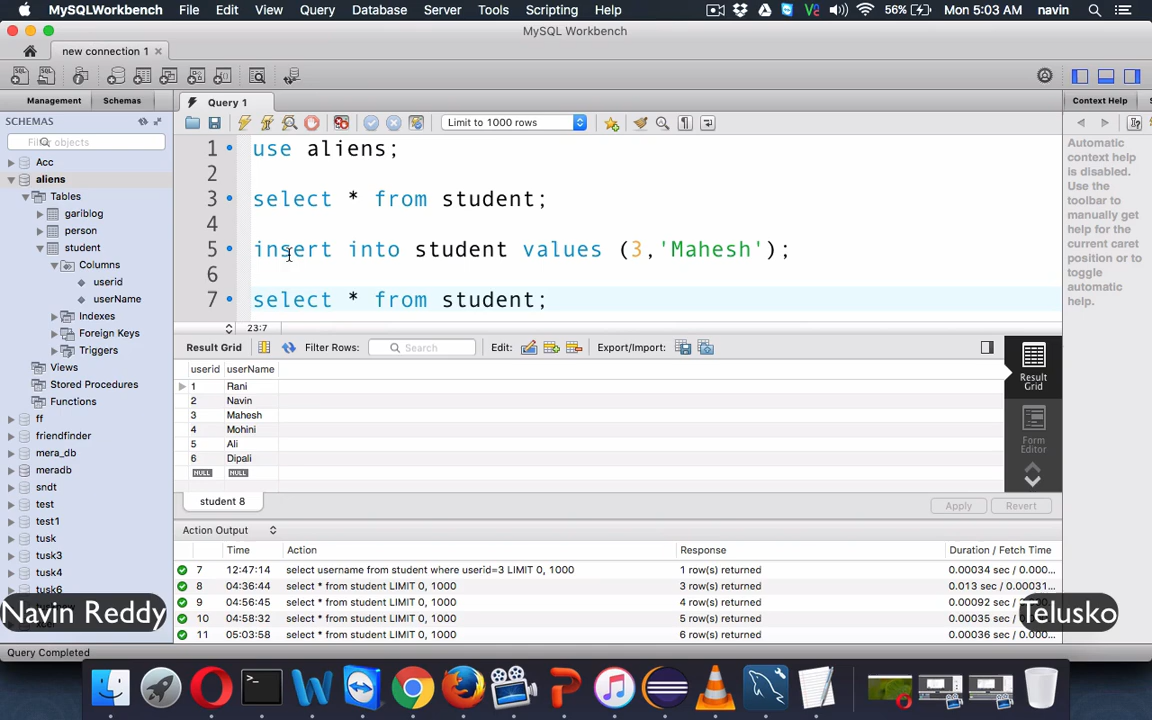 MySQLWorkbench File Edit View Query Database Server Tools Scripting Help 56% Mon 5:03 AM navin
MySQL Workbench
new connection 1
Management Schemas Query 1 Context Help
SCHEMAS
Limit to 1000 rows
Filter objects
Acc
aliens
Tables
gariblog
person
student
Columns
userid
userName
Indexes
Foreign Keys
Triggers
Views
Stored Procedures
Functions
ff
friendfinder
mera_db
meradb
sndt
test
test1
tusk
tusk3
tusk4
tusk6
1 use aliens;
2
3 select * from student;
4
5 insert into student values (3,'Mahesh');
6
7 select * from student;
23:7
Automatic
context help
is disabled.
Use the
toolbar to
manually get
help for the
current caret
position or to
toggle
automatic
help.
Result Grid Filter Rows: Search Edit: Export/Import:
userid userName
1 Rani
2 Navin
3 Mahesh
4 Mohini
5 Ali
6 Dipali
NULL NULL
Result
Grid
Form
Editor
student 8 Apply Revert
Action Output
Time Action Response Duration / Fetch Time
7 12:47:14 select username from student where userid=3 LIMIT 0, 1000 1 row(s) returned 0.00034 sec / 0.000...
8 04:36:44 select * from student LIMIT 0, 1000 3 row(s) returned 0.013 sec / 0.00031...
9 04:56:45 select * from student LIMIT 0, 1000 4 row(s) returned 0.00092 sec / 0.000...
10 04:58:32 select * from student LIMIT 0, 1000 5 row(s) returned 0.00035 sec / 0.000...
11 05:03:58 select * from student LIMIT 0, 1000 6 row(s) returned 0.00036 sec / 0.000...
Navin Reddy Telusko
Query Completed